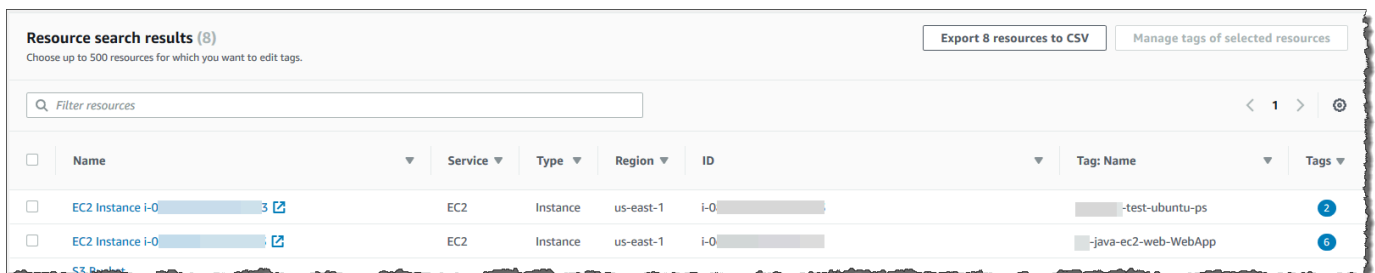 Resource search results (8)
Export 8 resources to CSV
Manage tags of selected resources
Choose up to 500 resources for which you want to edit tags.
Filter resources
< 1 >
Name Service Type Region ID Tag: Name Tags
EC2 Instance i-0 3 EC2 Instance us-east-1 i-0 -test-ubuntu-ps 2
EC2 Instance i-0 EC2 Instance us-east-1 i-0 -java-ec2-web-WebApp 6
S3 Bucket